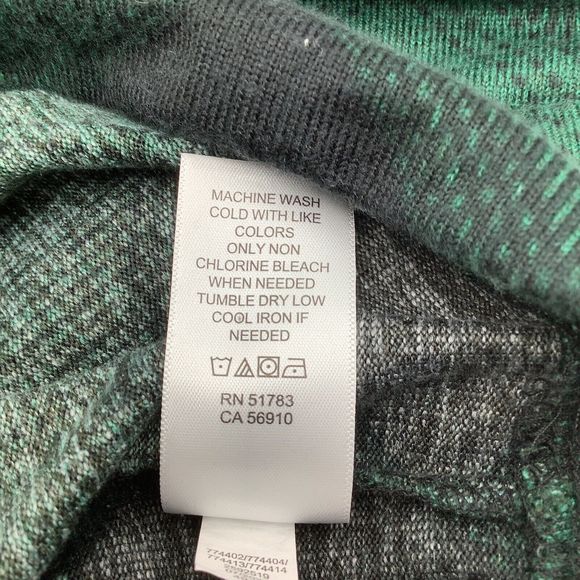 MACHINE WASH
COLD WITH LIKE
COLORS
ONLY NON
CHLORINE BLEACH
WHEN NEEDED
TUMBLE DRY LOW
COOL IRON IF
NEEDED
RN 51783
CA 56910
774402/774404/
774413/774414